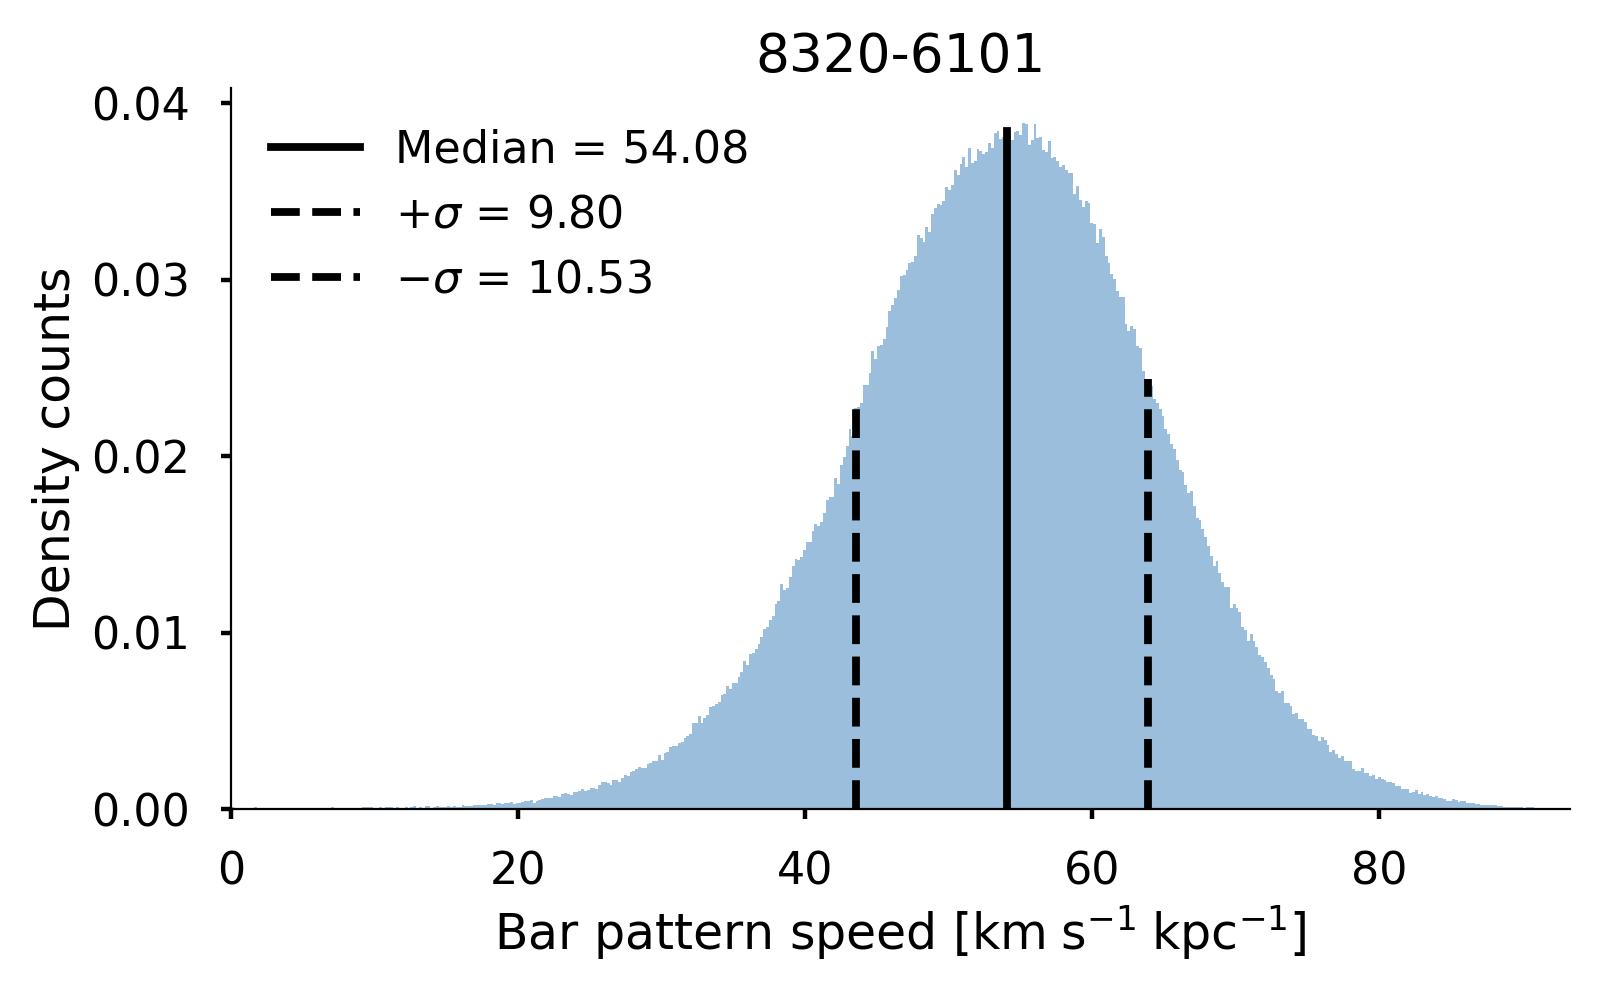 8320-6101
Median = 54.08
+σ = 9.80
−σ = 10.53
Density counts
0.04
0.03
0.02
0.01
0.00
0
20
40
60
80
Bar pattern speed [km s⁻¹ kpc⁻¹]